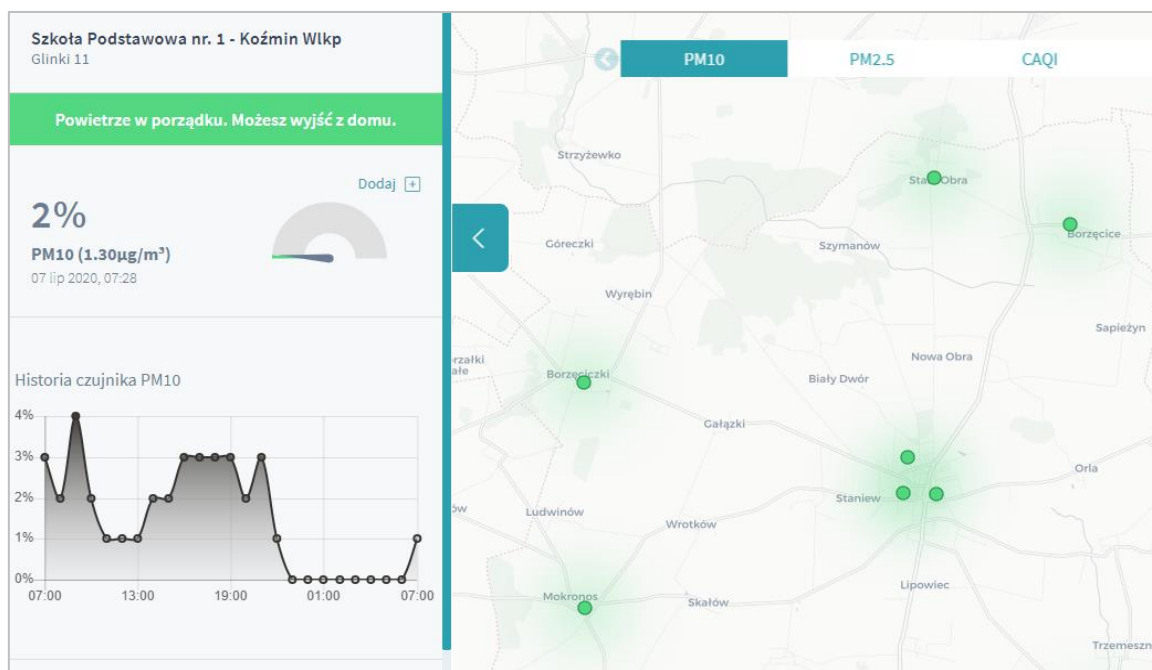 Szkoła Podstawowa nr. 1 - Koźmin Wlkp
Glinki 11
Powietrze w porządku. Możesz wyjść z domu.
Dodaj
2%
PM10 (1.30µg/m³)
07 lip 2020, 07:28
Historia czujnika PM10
4%
3%
2%
1%
0%
07:00 13:00 19:00 01:00 07:00
PM10 PM2.5 CAQI
Strzyżewko
Stara Obra
Borzęcice
Góreczki
Szymanów
Wyrębin
Sapieżyn
Nowa Obra
Borzęciczki
Biały Dwór
Gałązki
Orla
Staniew
Ludwinów
Wrotków
Lipowiec
Mokronos
Skałów
Trzemeszn